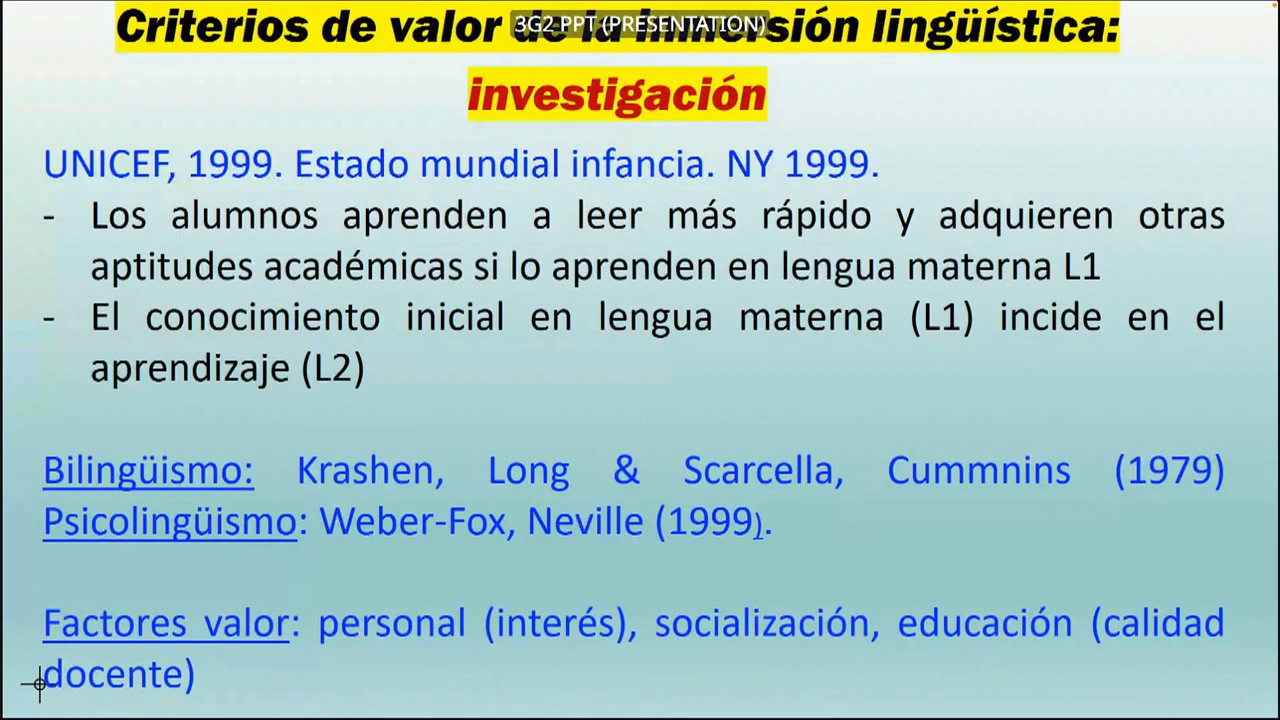 Criterios de valor de la inmersión lingüística:
3G2 PPT (PRESENTATION)
investigación
UNICEF, 1999. Estado mundial infancia. NY 1999.
- Los alumnos aprenden a leer más rápido y adquieren otras
aptitudes académicas si lo aprenden en lengua materna L1
- El conocimiento inicial en lengua materna (L1) incide en el
aprendizaje (L2)
Bilingüismo: Krashen, Long & Scarcella, Cummnins (1979)
Psicolingüismo: Weber-Fox, Neville (1999).
Factores valor: personal (interés), socialización, educación (calidad
docente)